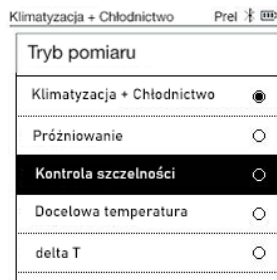 Klimatyzacja + Chłodnictwo Prel
Tryb pomiaru
Klimatyzacja + Chłodnictwo
Próżniowanie
Kontrola szczelności
Docelowa temperatura
delta T